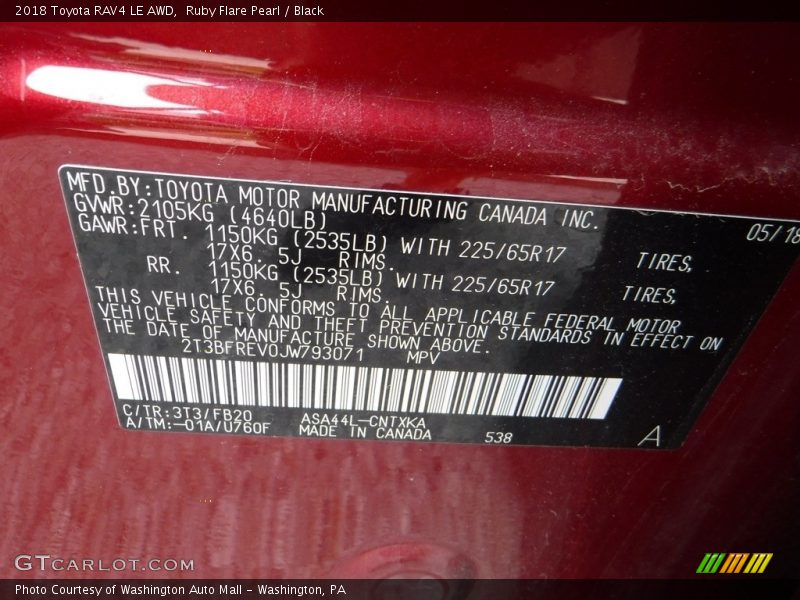 2018 Toyota RAV4 LE AWD, Ruby Flare Pearl / Black
MFD.BY:TOYOTA MOTOR MANUFACTURING CANADA INC.
05/18
GVWR:2105KG (4640LB)
GAWR:FRT. 1150KG (2535LB) WITH 225/65R17 TIRES,
17X6.5J RIMS.
RR. 1150KG (2535LB) WITH 225/65R17 TIRES,
17X6.5J RIMS.
THIS VEHICLE CONFORMS TO ALL APPLICABLE FEDERAL MOTOR
VEHICLE SAFETY AND THEFT PREVENTION STANDARDS IN EFFECT ON
THE DATE OF MANUFACTURE SHOWN ABOVE.
2T3BFREV0JW793071 MPV
C/TR:3T3/FB20 ASA44L-CNTXKA
A/TM:-01A/U760F MADE IN CANADA 538 A
GTCARLOT.COM
Photo Courtesy of Washington Auto Mall - Washington, PA